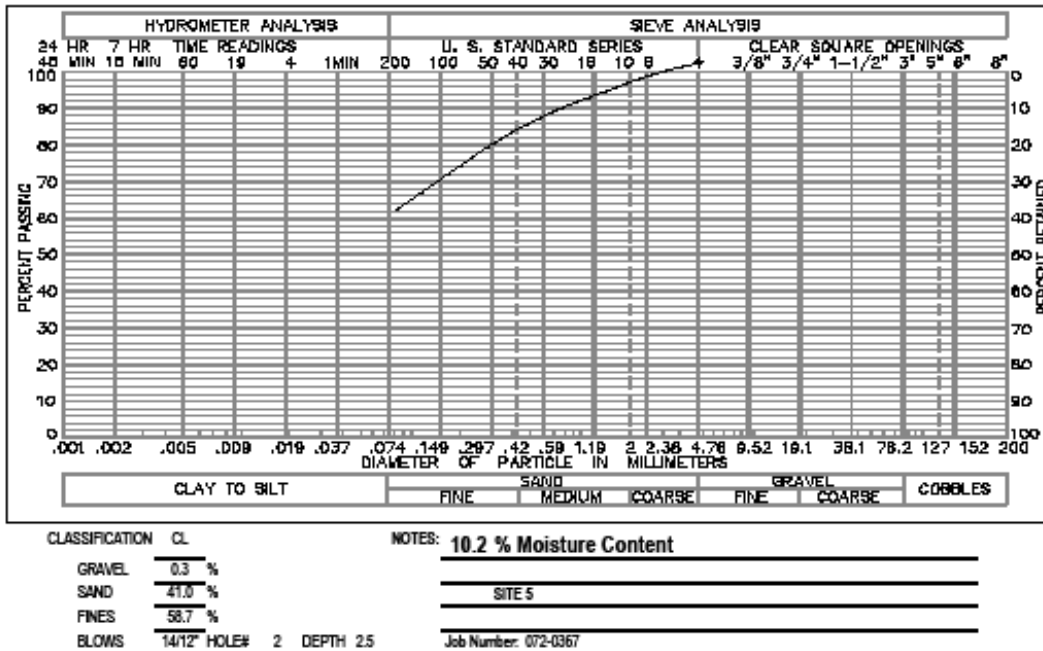 HYDROMETER ANALYSIS SIEVE ANALYSIS
24 HR 7 HR TIME READINGS U. S. STANDARD SERIES CLEAR SQUARE OPENINGS
MIN MIN 60 19 4 1MIN 200 100 50 40 30 16 10 8 4 3/8" 3/4" 1-1/2" 3" 5" 6" 8"
100 0
90 10
80 20
70 30
60 40
50 50
40 60
30 70
20 80
10 90
0 100
PERCENT PASSING
PERCENT RETAINED
.001 .002 .005 .009 .019 .037 .074 .149 .297 .42 .59 1.19 2 2.38 4.76 9.52 19.1 38.1 76.2 127 152 200
DIAMETER OF PARTICLE IN MILLIMETERS
CLAY TO SILT SAND GRAVEL COBBLES
FINE MEDIUM COARSE FINE COARSE
CLASSIFICATION CL NOTES: 10.2 % Moisture Content
GRAVEL 0.3 %
SAND 41.0 % SITE 5
FINES 58.7 %
BLOWS 14/12" HOLE# 2 DEPTH 2.5 Job Number: 072-0367